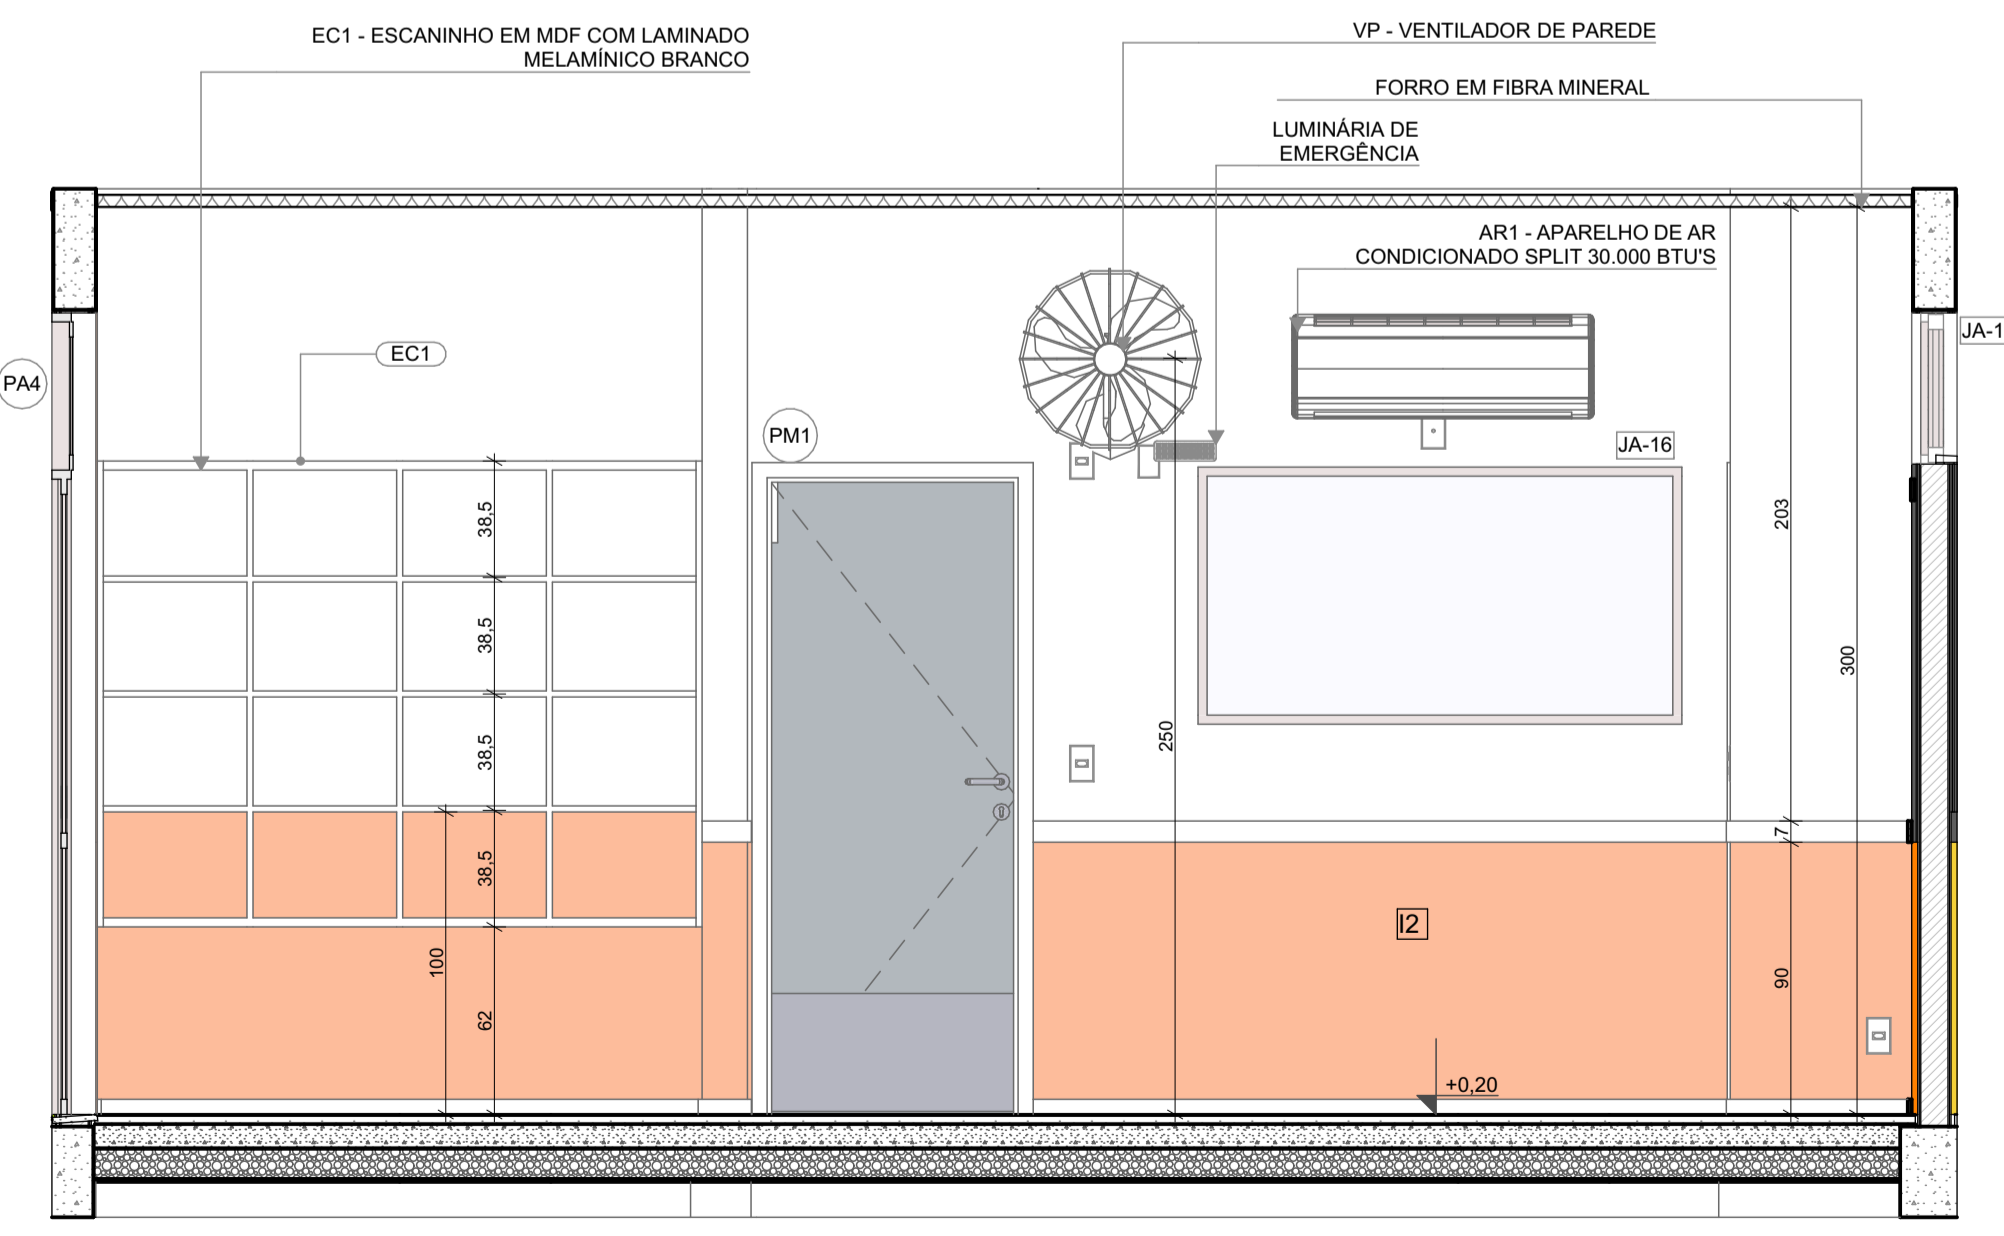 EC1 - ESCANINHO EM MDF COM LAMINADO
MELAMÍNICO BRANCO
VP - VENTILADOR DE PAREDE
FORRO EM FIBRA MINERAL
LUMINÁRIA DE
EMERGÊNCIA
AR1 - APARELHO DE AR
CONDICIONADO SPLIT 30.000 BTU'S
JA-1
EC1
PA4
PM1
JA-16
38,5
38,5
38,5
38,5
100
62
250
203
7
90
300
I2
+0,20